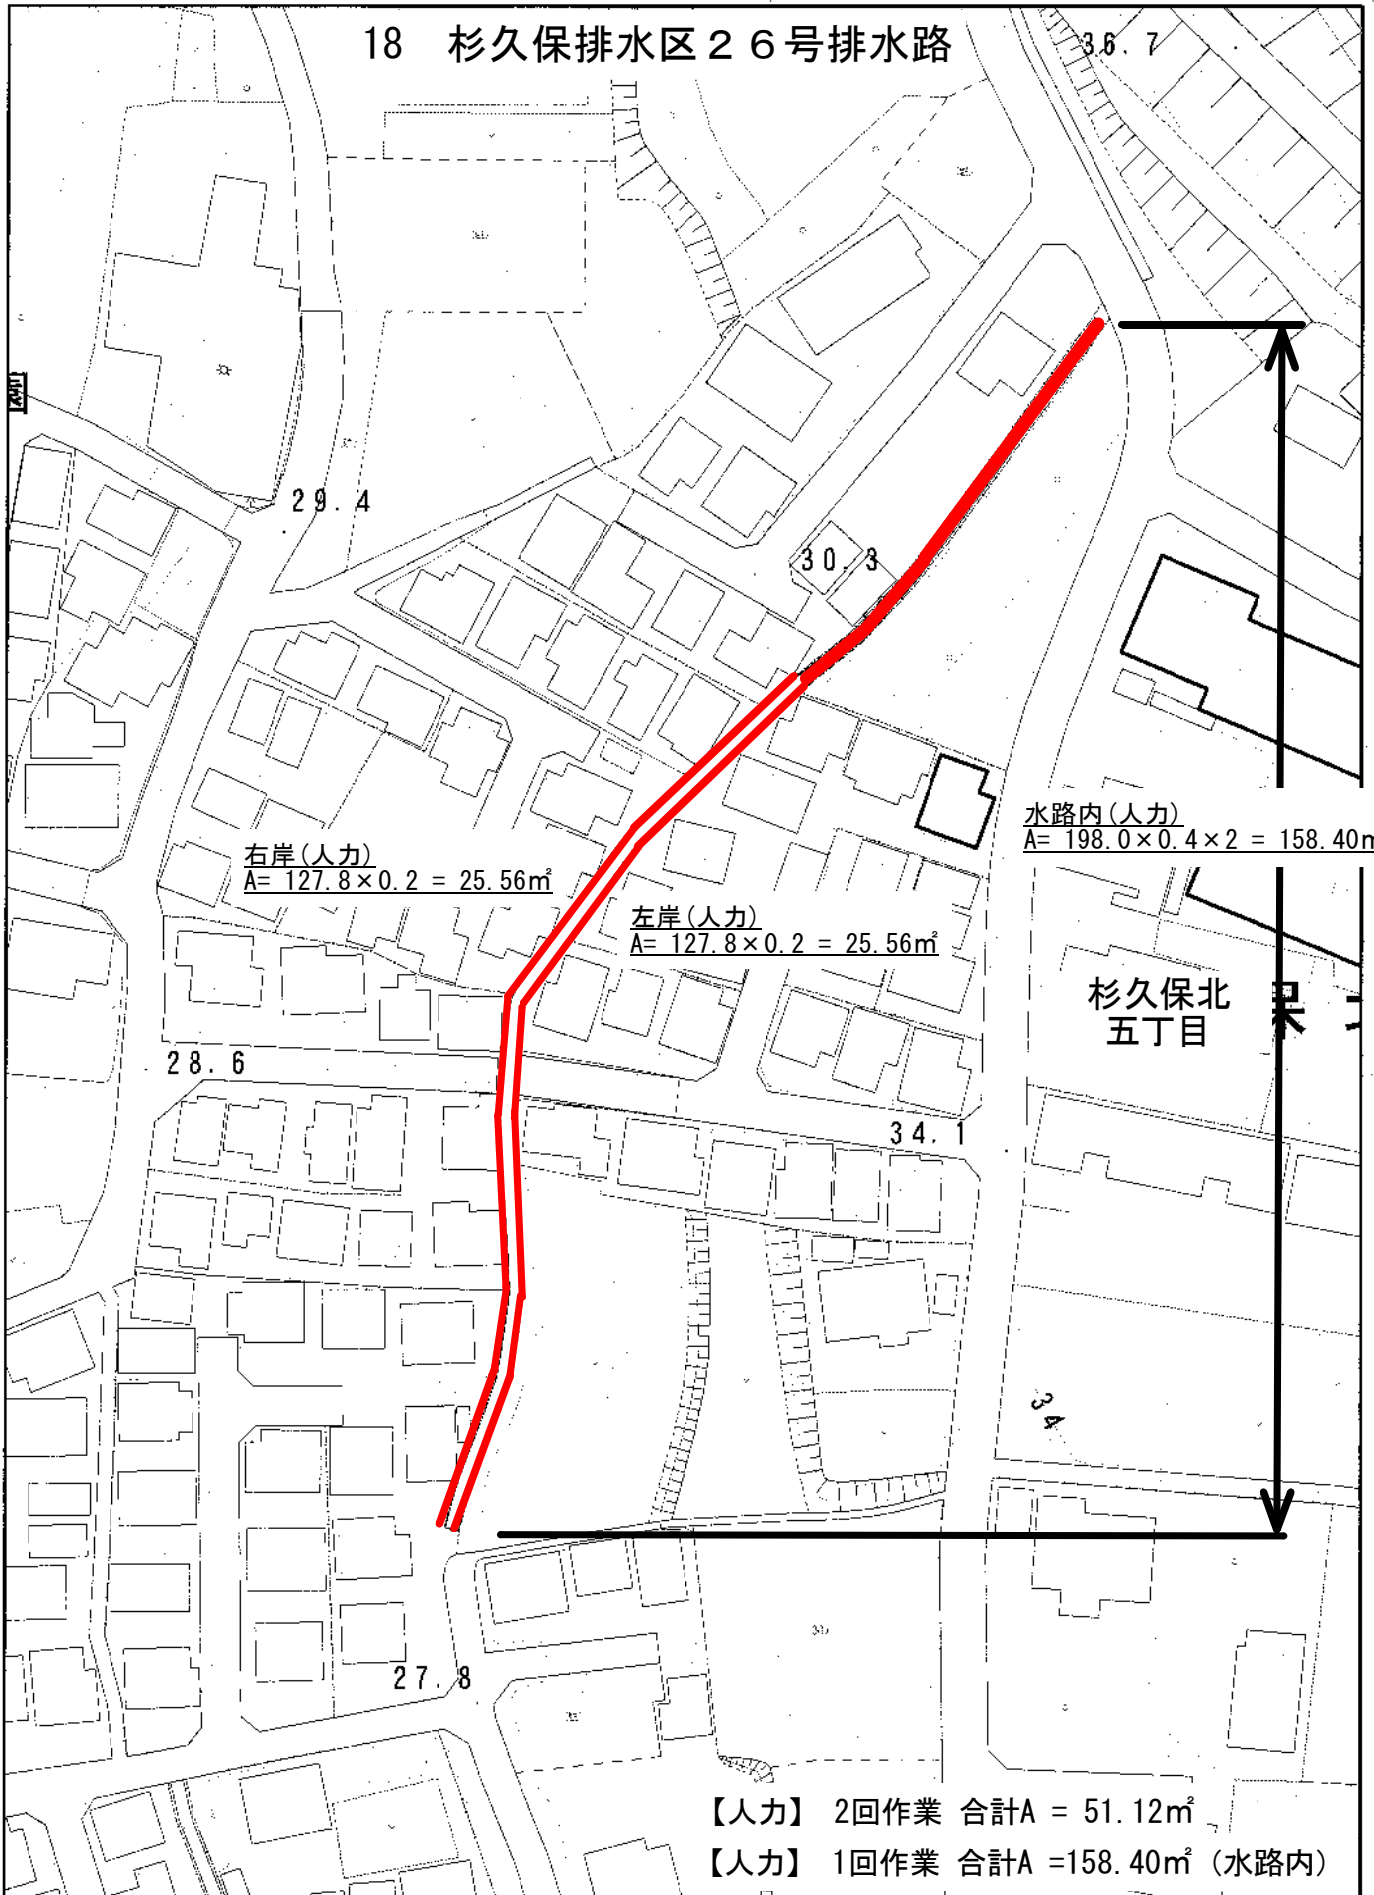 18 杉久保排水区26号排水路
36.7
園
29.4
30.3
水路内(人力)
A= 198.0×0.4×2 = 158.40m
右岸(人力)
A= 127.8×0.2 = 25.56㎡
左岸(人力)
A= 127.8×0.2 = 25.56㎡
杉久保北
五丁目
保
28.6
34.1
34
27.8
【人力】 2回作業 合計A = 51.12㎡
【人力】 1回作業 合計A =158.40㎡ (水路内)